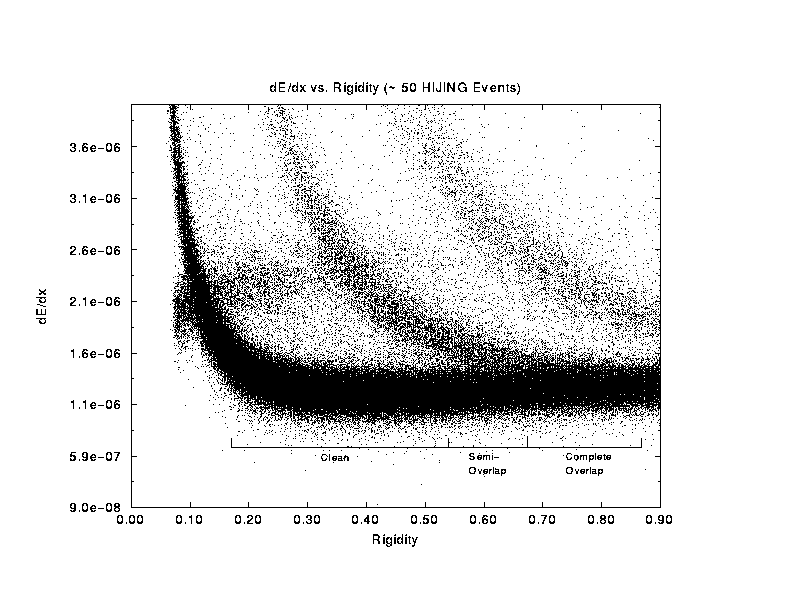 dE/dx vs. Rigidity (~ 50 HIJING Events)
3.6e-06
3.1e-06
2.6e-06
2.1e-06
1.6e-06
1.1e-06
5.9e-07
9.0e-08
dE/dx
Clean
Semi-
Overlap
Complete
Overlap
0.00 0.10 0.20 0.30 0.40 0.50 0.60 0.70 0.80 0.90
Rigidity